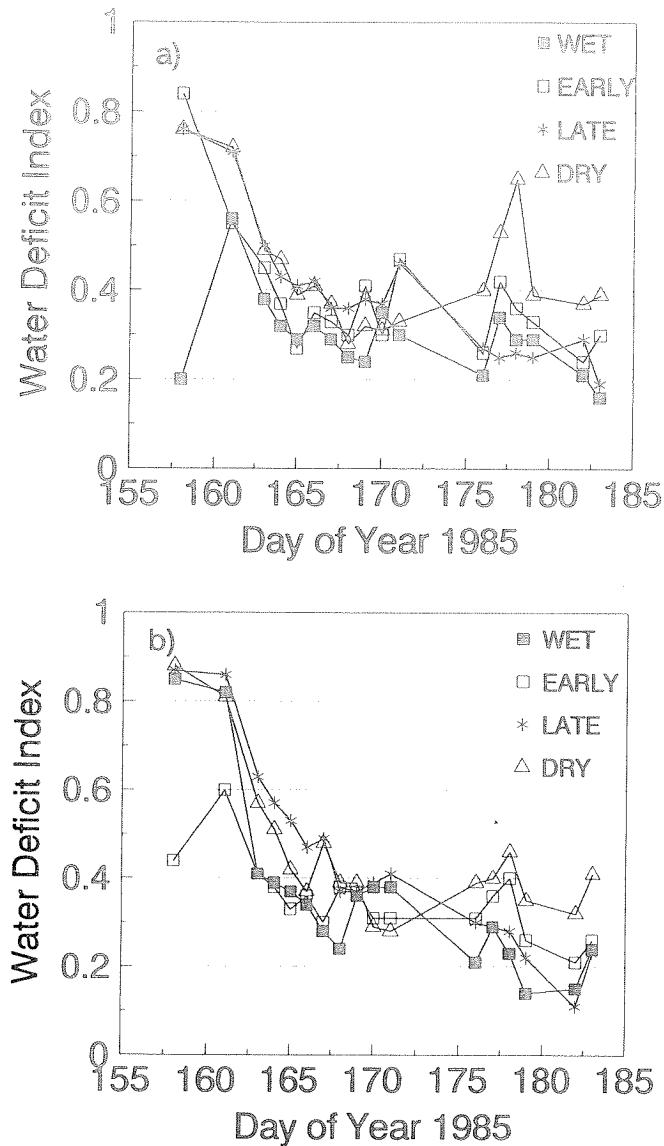 1
a)
WET
EARLY
LATE
DRY
0.8
0.6
0.4
0.2
0
Water Deficit Index
155 160 165 170 175 180 185
Day of Year 1985
1
b)
WET
EARLY
LATE
DRY
0.8
0.6
0.4
0.2
0
Water Deficit Index
155 160 165 170 175 180 185
Day of Year 1985